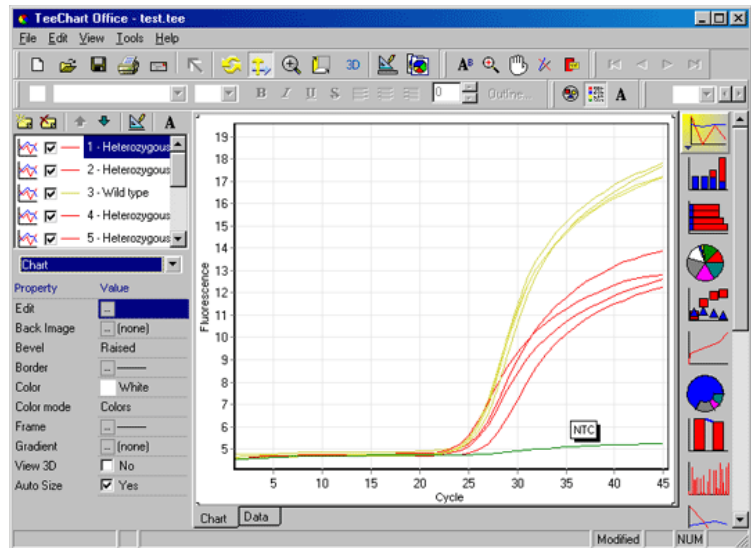 TeeChart Office - test.tee
File Edit View Tools Help
3D A B
B I U S 0 Outline... A
A
1 - Heterozygous
2 - Heterozygous
3 - Wild type
4 - Heterozygous
5 - Heterozygous
Chart
Property Value
Edit ...
Back Image ... (none)
Bevel Raised
Border ...
Color White
Color mode Colors
Frame ...
Gradient ... (none)
View 3D No
Auto Size Yes
Fluorescence
19
18
17
16
15
14
13
12
11
10
9
8
7
6
5
NTC
5 10 15 20 25 30 35 40 45
Cycle
Chart Data
Modified NUM